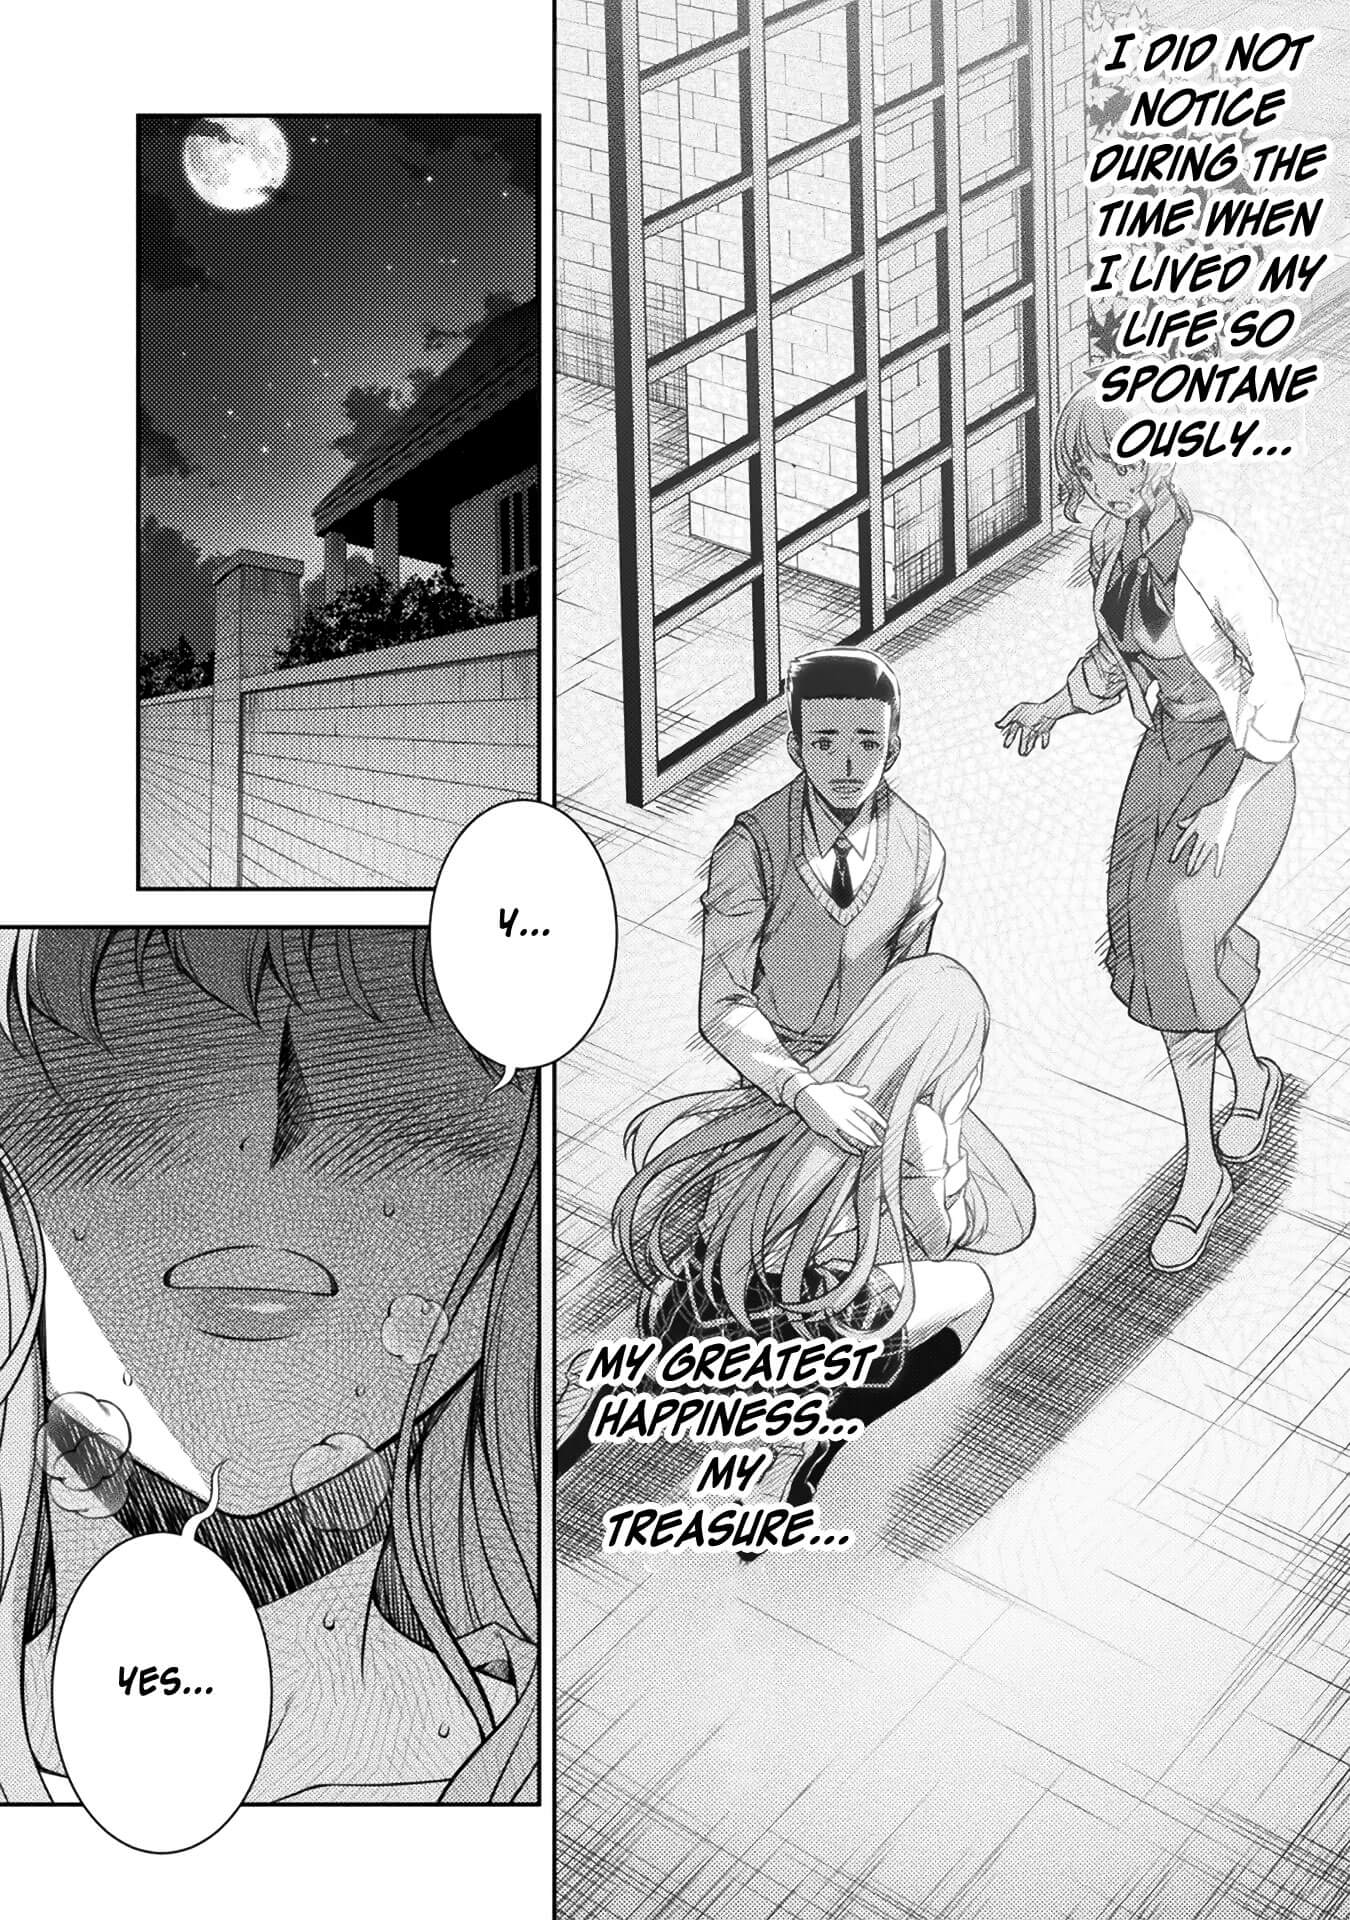 I DID NOT
NOTICE
DURING THE
TIME WHEN
I LIVED MY
LIFE SO
SPONTANE
OUSLY...
MY GREATEST
HAPPINESS...
MY
TREASURE...
Y...
YES...